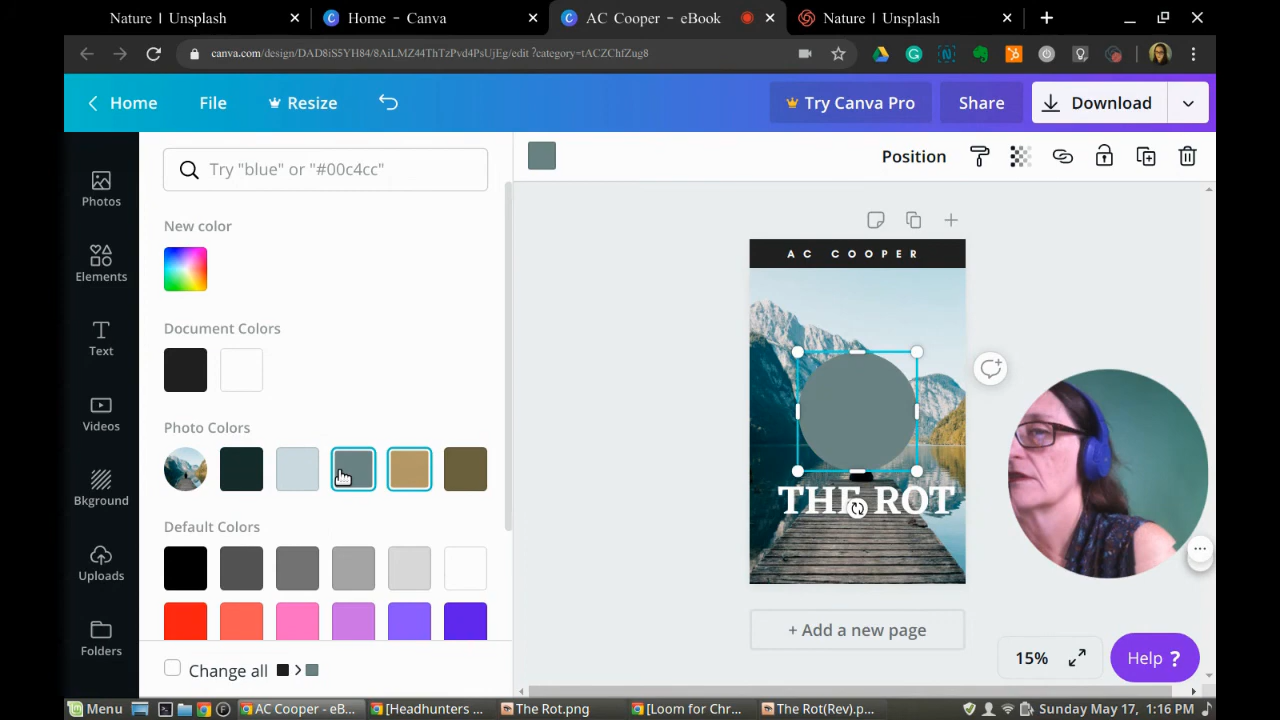 Nature | Unsplash
Home - Canva
AC Cooper - eBook
Nature | Unsplash
canva.com/design/DAD8iS5YH84/8AiLMZ44ThTzPvd4PsUjEg/edit?category=tACZChfZug8
Home
File
Resize
Try Canva Pro
Share
Download
Try "blue" or "#00c4cc"
Position
Photos
Elements
Text
Videos
Bkground
Uploads
Folders
New color
Document Colors
Photo Colors
Default Colors
Change all
AC COOPER
THE ROT
+ Add a new page
15%
Help ?
Menu
AC Cooper - eB...
[Headhunters ...
The Rot.png
[Loom for Chr...
The Rot(Rev).p...
Sunday May 17, 1:16 PM